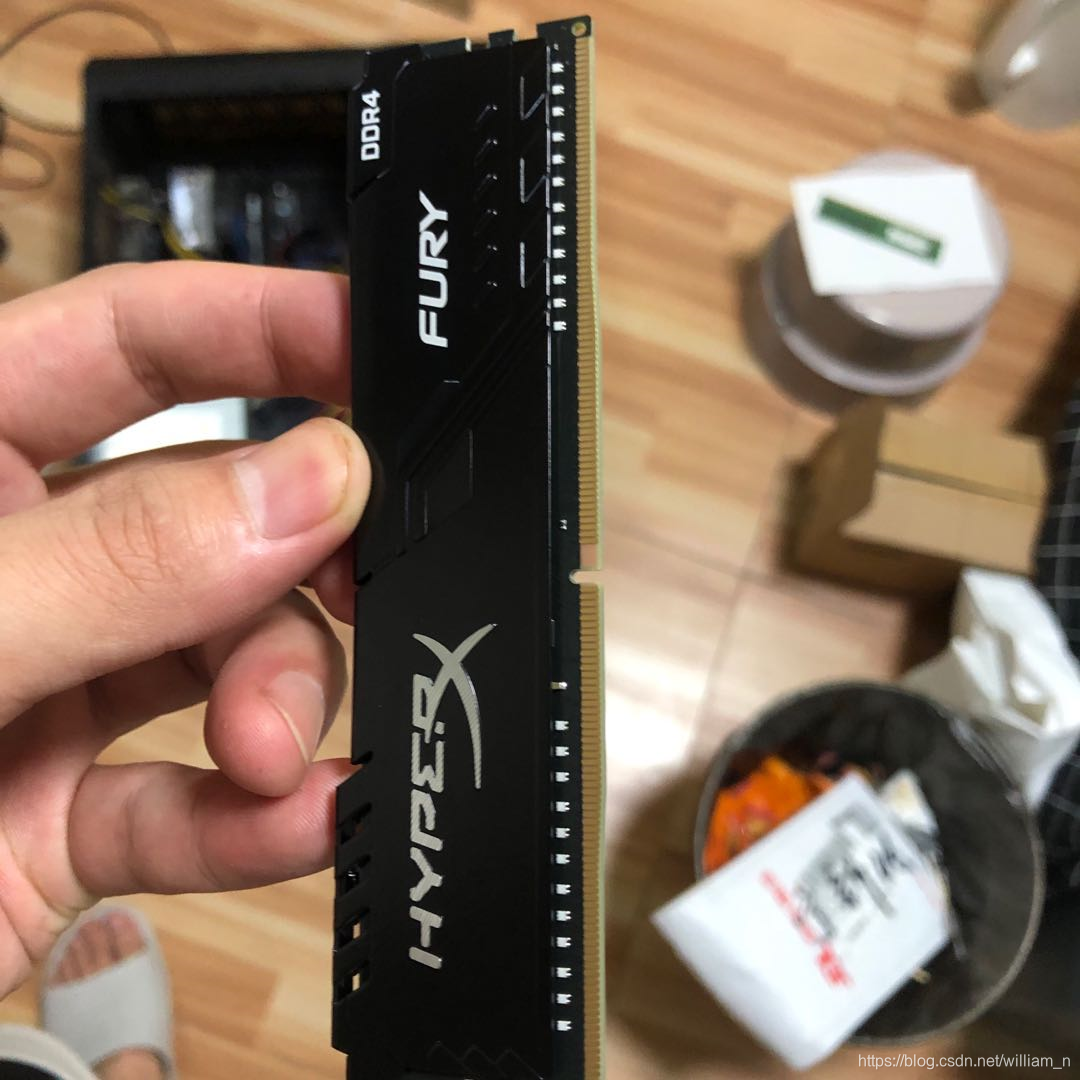 DDR4
FURY
HYPERX
https://blog.csdn.net/william_n